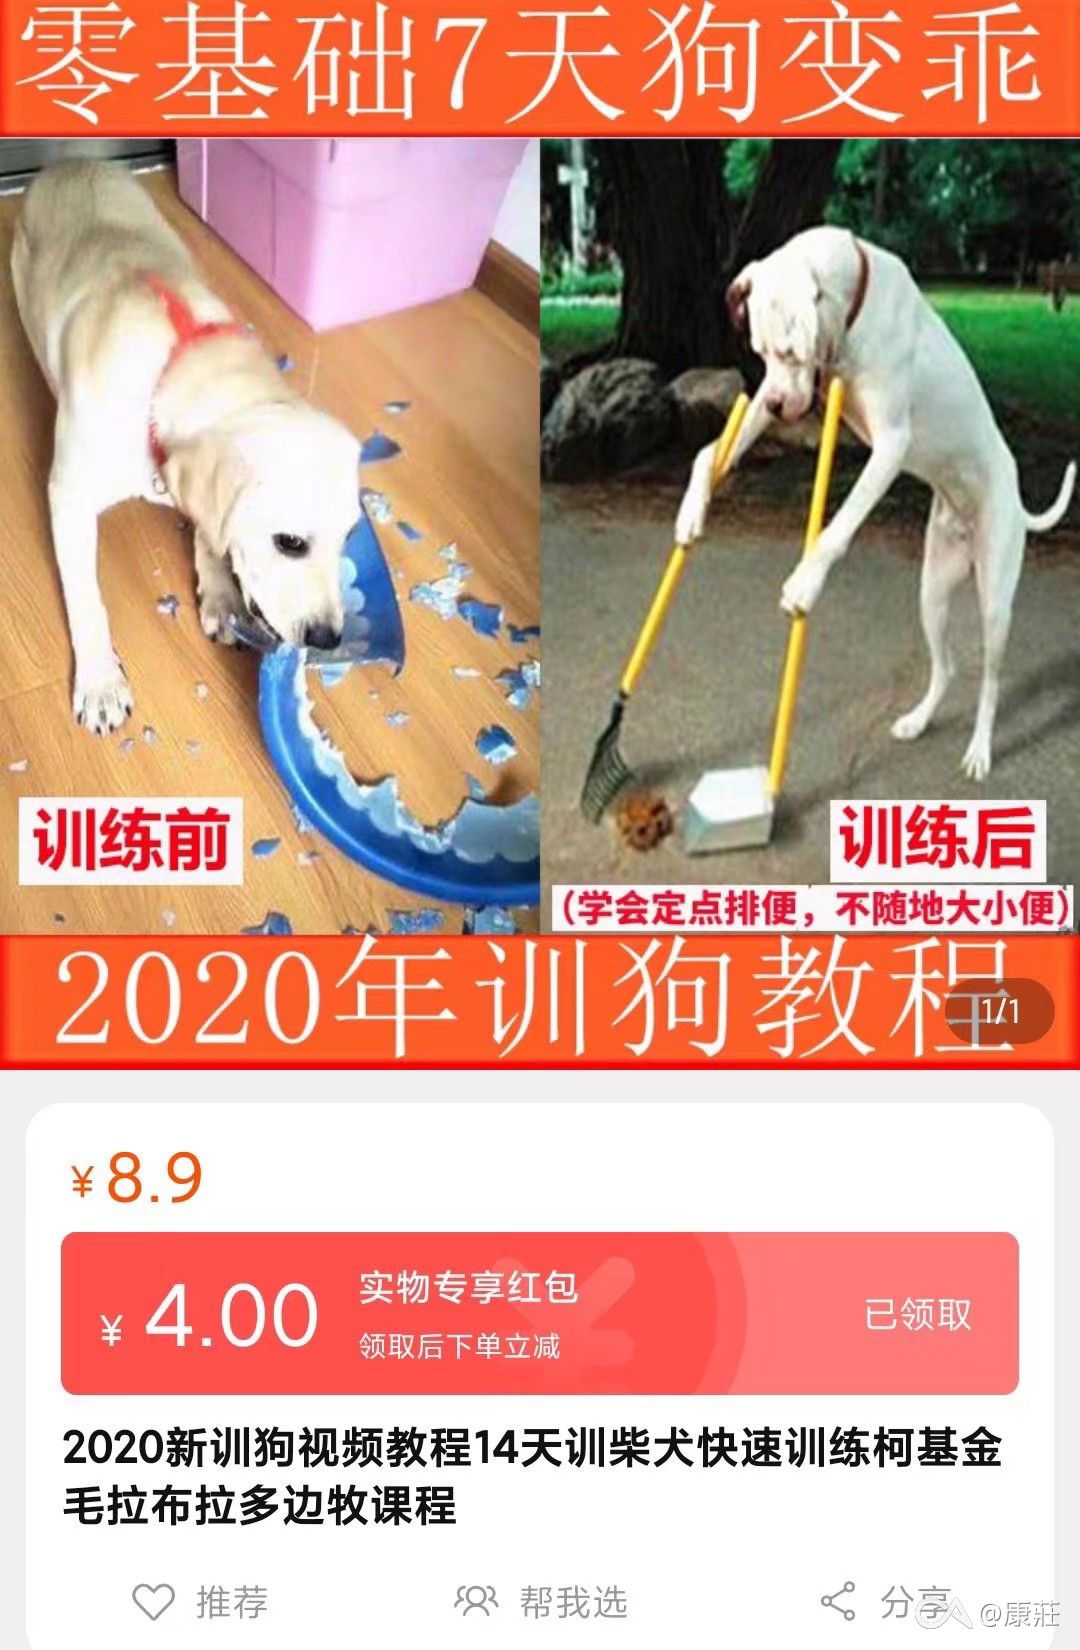 零基础7天狗变乖
训练前
训练后
（学会定点排便，不随地大小便）
2020年训狗教程
1/1
¥8.9
¥4.00
实物专享红包
领取后下单立减
已领取
2020新训狗视频教程14天训柴犬快速训练柯基金
毛拉布拉多边牧课程
推荐
帮我选
分享
@康莊